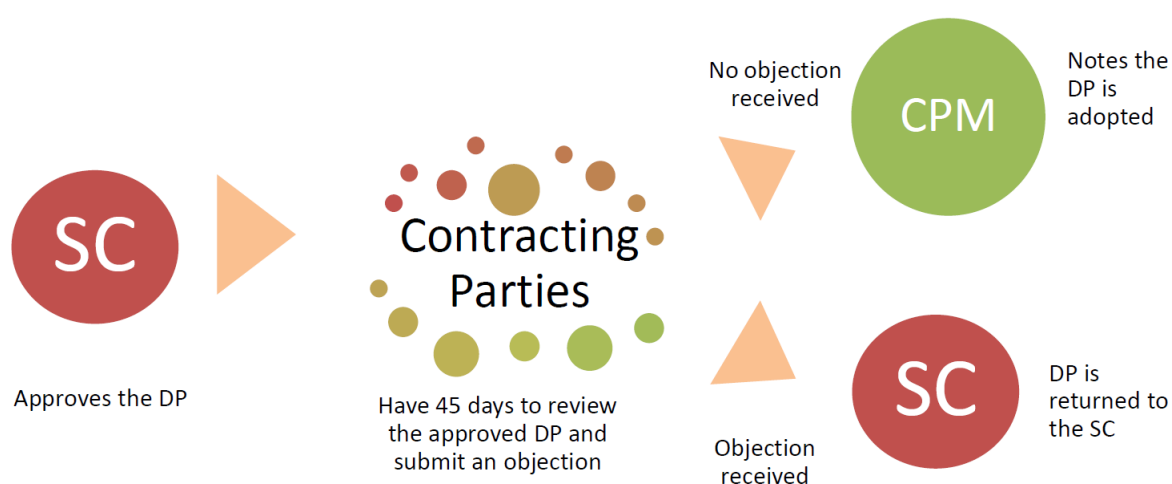 SC
Approves the DP
Contracting
Parties
Have 45 days to review
the approved DP and
submit an objection
No objection
received
CPM
Notes the
DP is
adopted
Objection
received
SC
DP is
returned to
the SC